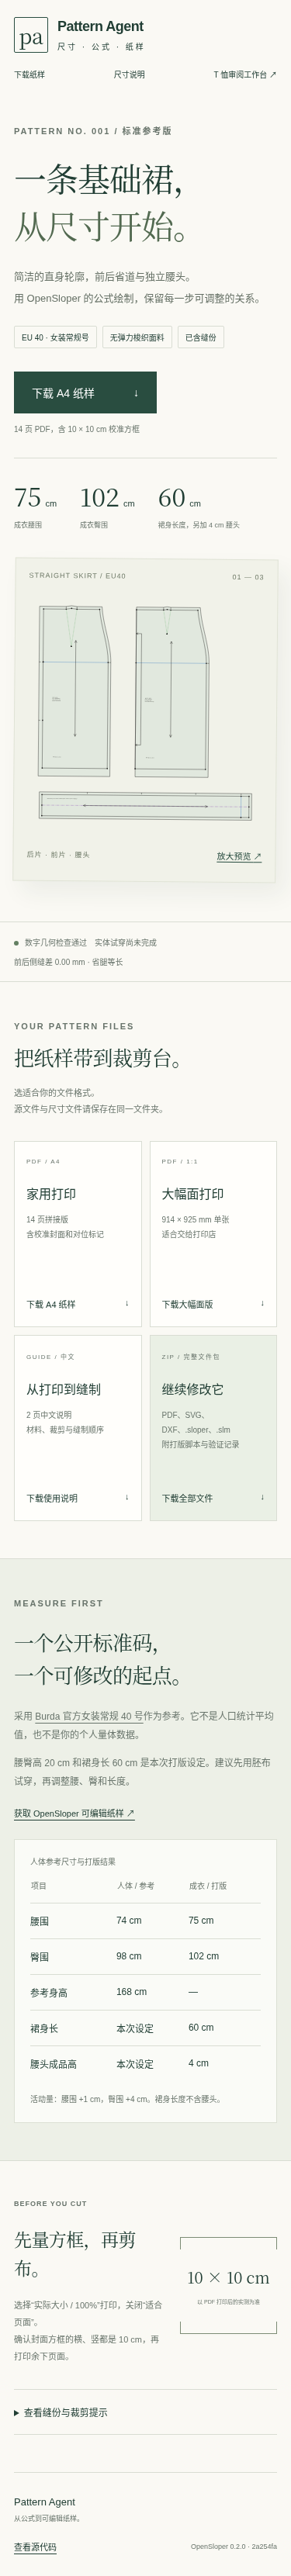 pa
Pattern Agent
尺寸 · 公式 · 纸样
下载纸样
尺寸说明
T 恤审阅工作台 ↗
PATTERN NO. 001 / 标准参考版
一条基础裙，
从尺寸开始。
简洁的直身轮廓，前后省道与独立腰头。
用 OpenSloper 的公式绘制，保留每一步可调整的关系。
EU 40 · 女装常规号
无弹力梭织面料
已含缝份
下载 A4 纸样 ↓
14 页 PDF，含 10 × 10 cm 校准方框
75 cm
成衣腰围
102 cm
成衣臀围
60 cm
裙身长度，另加 4 cm 腰头
STRAIGHT SKIRT / EU40
01 — 03
后片 · 前片 · 腰头
放大预览 ↗
数字几何检查通过 实体试穿尚未完成
前后侧缝差 0.00 mm · 省腿等长
YOUR PATTERN FILES
把纸样带到裁剪台。
选适合你的文件格式。
源文件与尺寸文件请保存在同一文件夹。
PDF / A4
家用打印
14 页拼接版
含校准封面和对位标记
下载 A4 纸样 ↓
PDF / 1:1
大幅面打印
914 × 925 mm 单张
适合交给打印店
下载大幅面版 ↓
GUIDE / 中文
从打印到缝制
2 页中文说明
材料、裁剪与缝制顺序
下载使用说明 ↓
ZIP / 完整文件包
继续修改它
PDF、SVG、
DXF、.sloper、.slm
附打版脚本与验证记录
下载全部文件 ↓
MEASURE FIRST
一个公开标准码，
一个可修改的起点。
采用 Burda 官方女装常规 40 号作为参考。它不是人口统计平均
值，也不是你的个人量体数据。
腰臀高 20 cm 和裙身长 60 cm 是本次打版设定。建议先用胚布
试穿，再调整腰、臀和长度。
获取 OpenSloper 可编辑纸样 ↗
人体参考尺寸与打版结果
项目 人体 / 参考 成衣 / 打版
腰围 74 cm 75 cm
臀围 98 cm 102 cm
参考身高 168 cm —
裙身长 本次设定 60 cm
腰头成品高 本次设定 4 cm
活动量：腰围 +1 cm，臀围 +4 cm。裙身长度不含腰头。
BEFORE YOU CUT
先量方框，再剪
布。
选择“实际大小 / 100%”打印，关闭“适合
页面”。
确认封面方框的横、竖都是 10 cm，再
打印余下页面。
10 × 10 cm
以 PDF 打印后的实测为准
▶ 查看缝份与裁剪提示
Pattern Agent
从公式到可编辑纸样。
查看源代码
OpenSloper 0.2.0 · 2a254fa